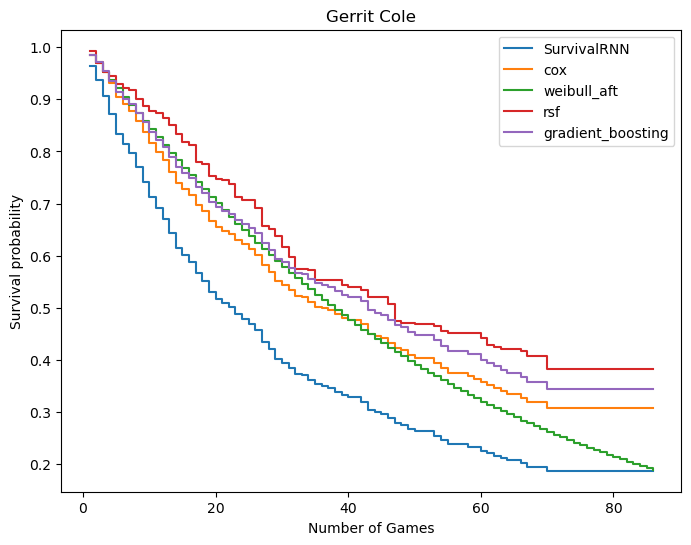 Gerrit Cole
SurvivalRNN
cox
weibull_aft
rsf
gradient_boosting
Survival probability
1.0
0.9
0.8
0.7
0.6
0.5
0.4
0.3
0.2
0
20
40
60
80
Number of Games